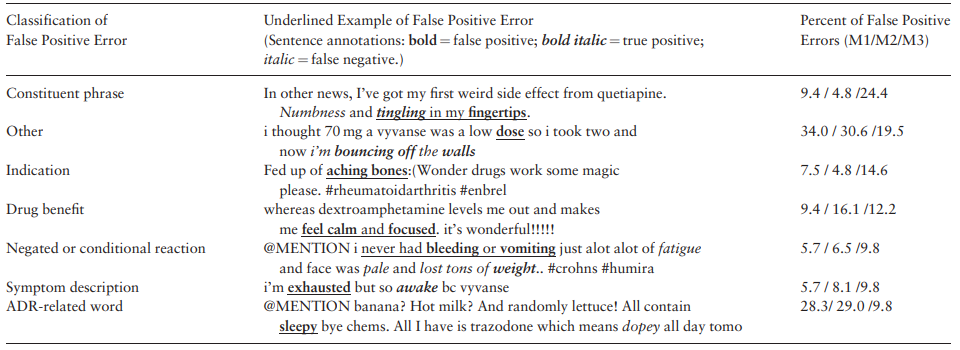 Classification of Underlined Example of False Positive Error Percent of False Positive
False Positive Error (Sentence annotations: bold = false positive; bold italic = true positive; Errors (M1/M2/M3)
italic = false negative.)
Constituent phrase In other news, I've got my first weird side effect from quetiapine. 9.4 / 4.8 /24.4
Numbness and tingling in my fingertips.
Other i thought 70 mg a vyvanse was a low dose so i took two and 34.0 / 30.6 /19.5
now i'm bouncing off the walls
Indication Fed up of aching bones:(Wonder drugs work some magic 7.5 / 4.8 /14.6
please. #rheumatoidarthritis #enbrel
Drug benefit whereas dextroamphetamine levels me out and makes 9.4 / 16.1 /12.2
me feel calm and focused. it's wonderful!!!!!
Negated or conditional reaction @MENTION i never had bleeding or vomiting just alot alot of fatigue 5.7 / 6.5 /9.8
and face was pale and lost tons of weight.. #crohns #humira
Symptom description i'm exhausted but so awake bc vyvanse 5.7 / 8.1 /9.8
ADR-related word @MENTION banana? Hot milk? And randomly lettuce! All contain 28.3/ 29.0 /9.8
sleepy bye chems. All I have is trazodone which means dopey all day tomo